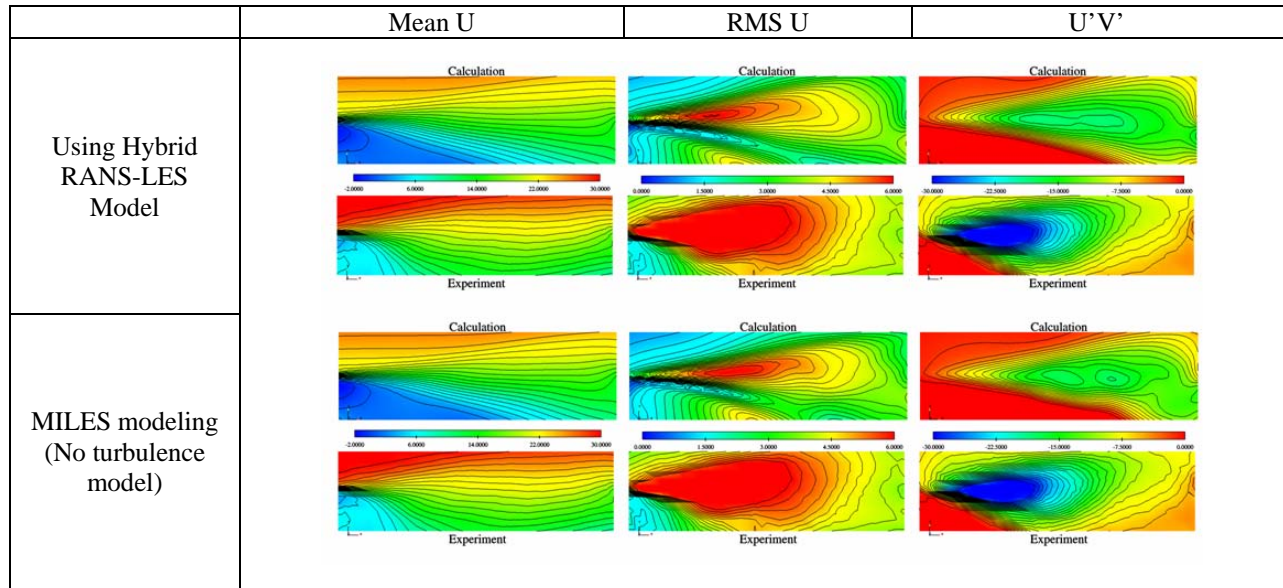 Mean U
RMS U
U'V'
Using Hybrid
RANS-LES
Model
Calculation
Calculation
Calculation
-2.0000 6.0000 14.0000 22.0000 30.0000
0.0000 1.5000 3.0000 4.5000 6.0000
-30.0000 -22.5000 -15.0000 -7.5000 0.0000
Experiment
Experiment
Experiment
MILES modeling
(No turbulence
model)
Calculation
Calculation
Calculation
-2.0000 6.0000 14.0000 22.0000 30.0000
0.0000 1.5000 3.0000 4.5000 6.0000
-30.0000 -22.5000 -15.0000 -7.5000 0.0000
Experiment
Experiment
Experiment